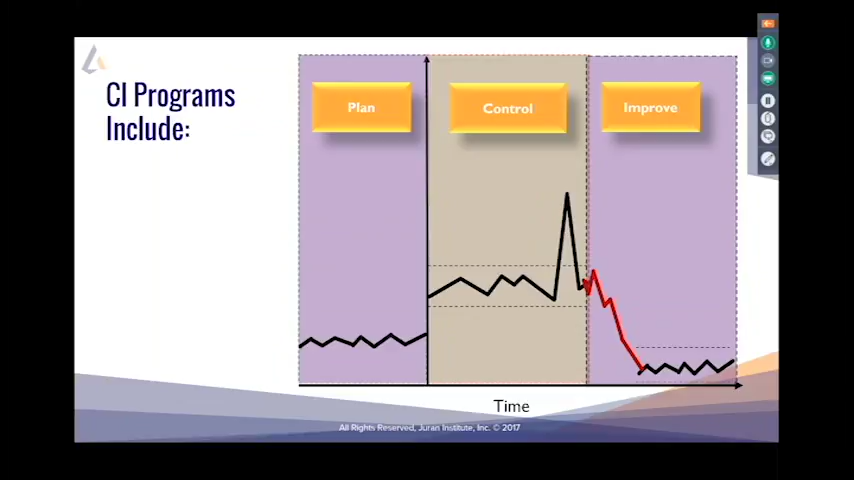 CI Programs
Include:
Plan
Control
Improve
Time
All Rights Reserved, Juran Institute, Inc. © 2017